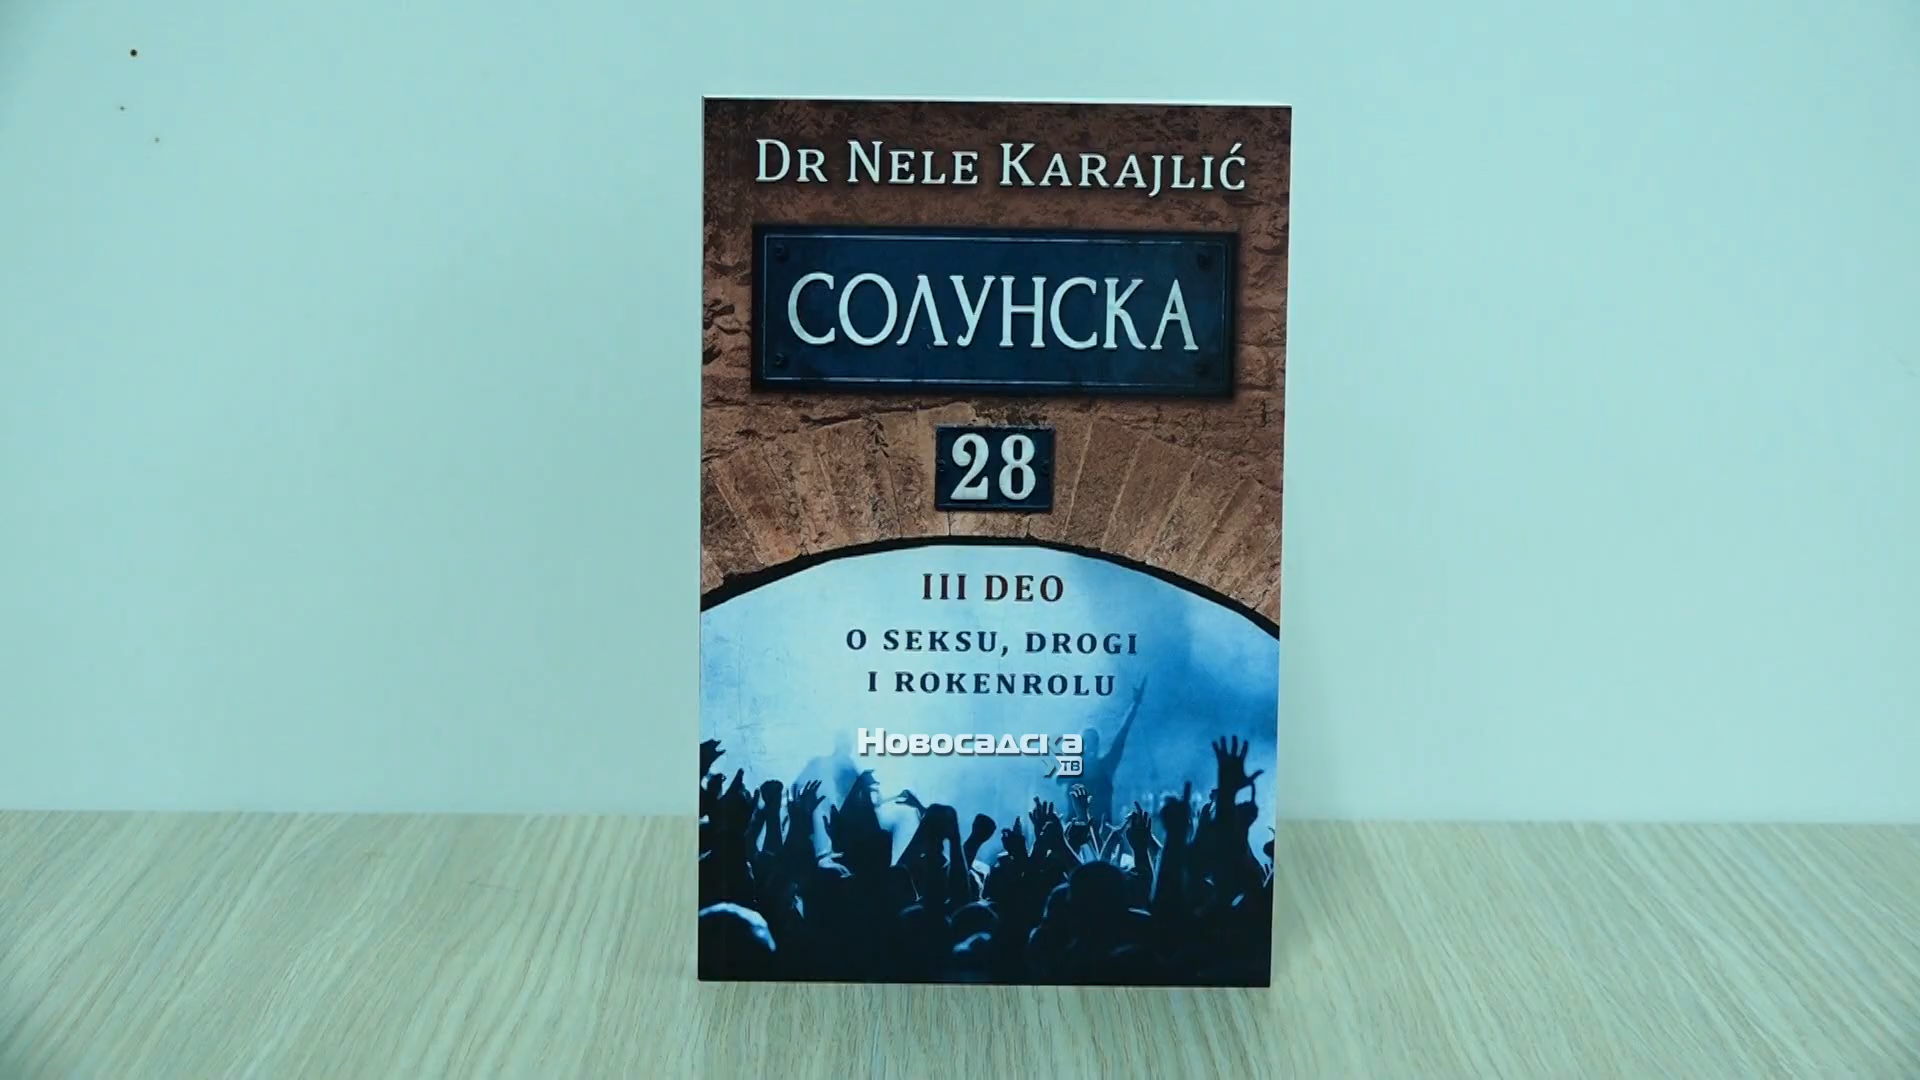 DR NELE KARAJLIĆ
СОЛУНСКА
28
III DEO
O SEKSU, DROGI
I ROKENROLU
Новосадска
ТВ